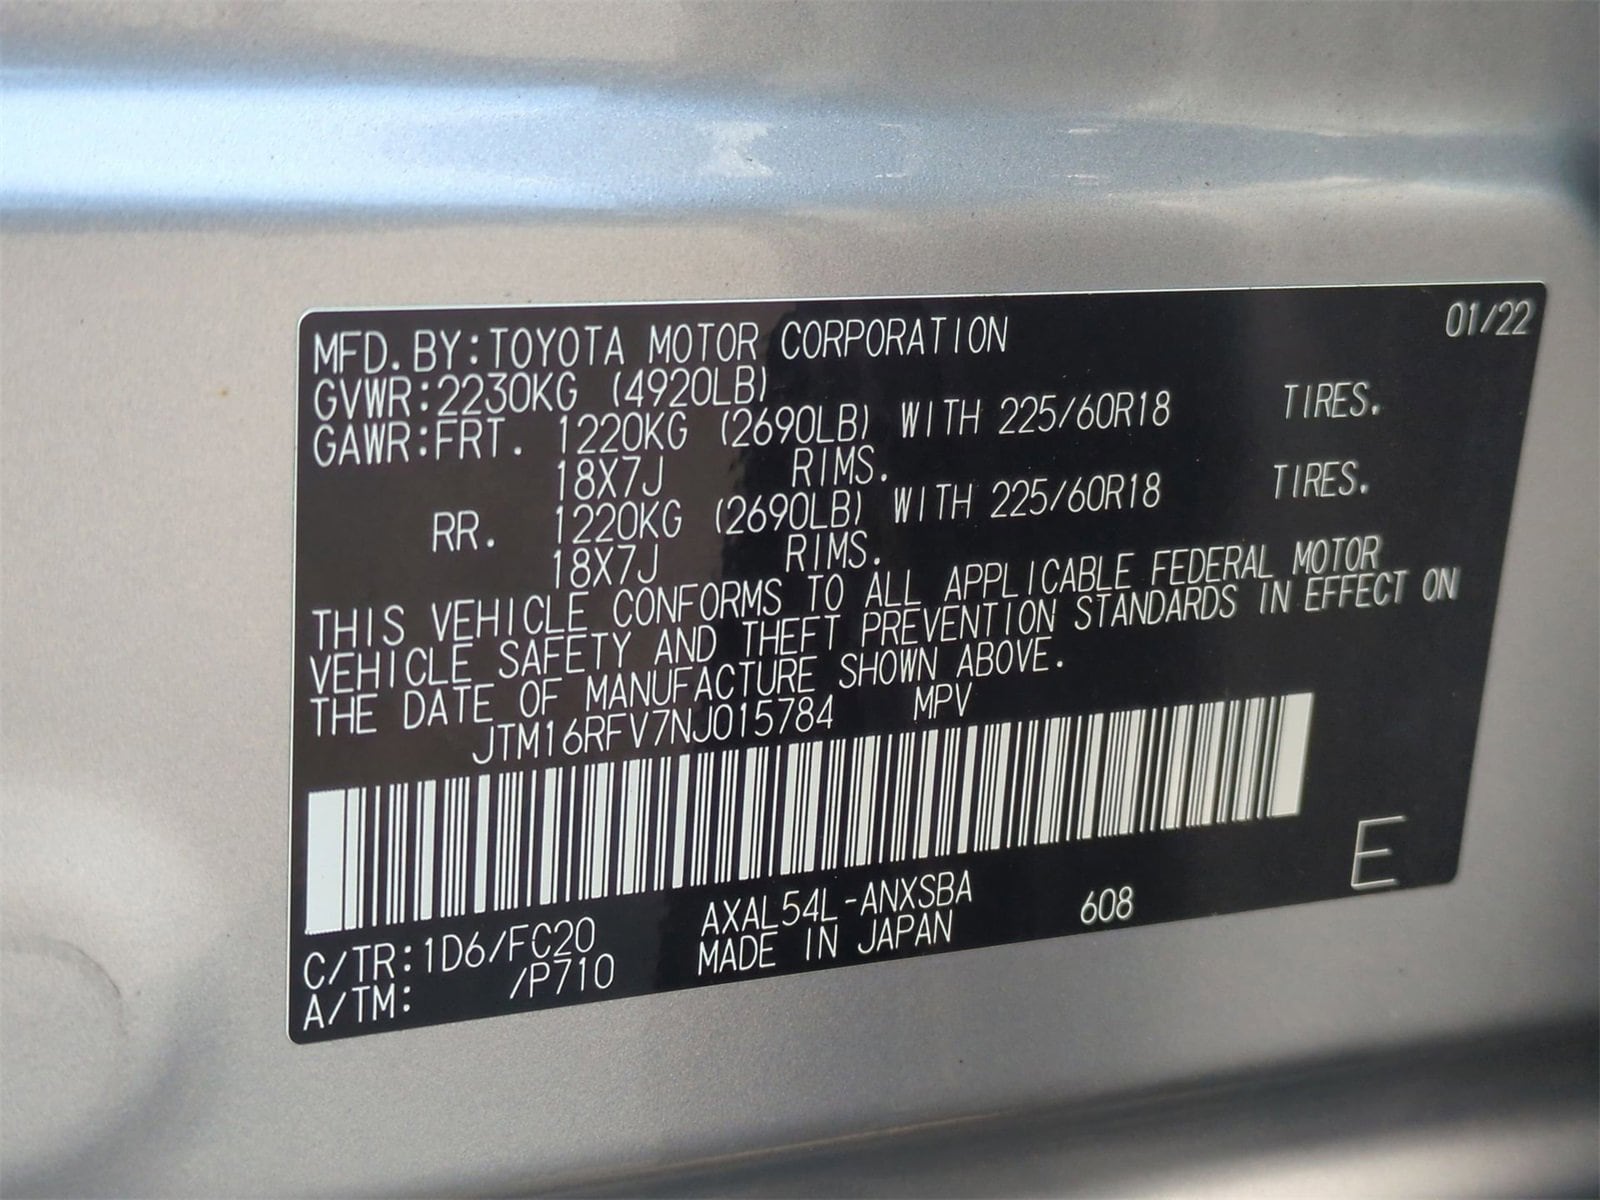 01/22
MFD. BY:TOYOTA MOTOR CORPORATION
GVWR:2230KG (4920LB)
GAWR:FRT. 1220KG (2690LB) WITH 225/60R18 TIRES.
18X7J RIMS.
RR. 1220KG (2690LB) WITH 225/60R18 TIRES.
18X7J RIMS.
THIS VEHICLE CONFORMS TO ALL APPLICABLE FEDERAL MOTOR
VEHICLE SAFETY AND THEFT PREVENTION STANDARDS IN EFFECT ON
THE DATE OF MANUFACTURE SHOWN ABOVE.
JTM16RFV7NJ015784 MPV
E
C/TR:1D6/FC20 AXAL54L-ANXSBA 608
A/TM: /P710 MADE IN JAPAN